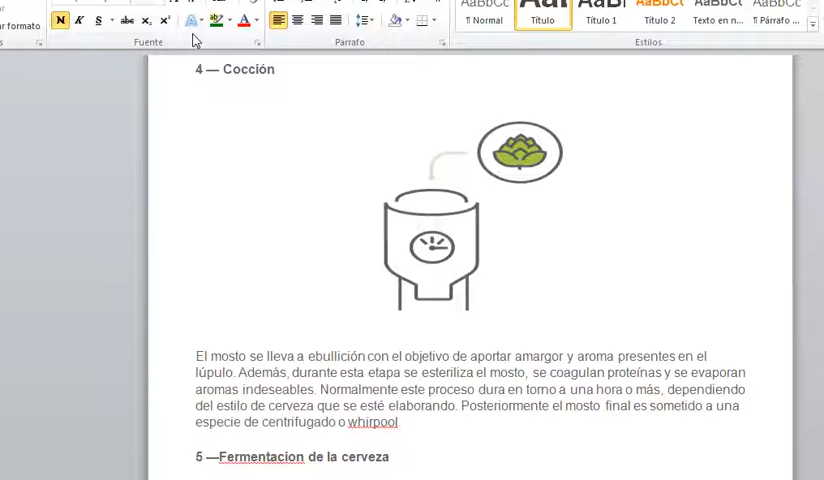 o formato
N K S abc x₂ x² A ab A
Fuente
Párrafo
Estilos
AaBbCc AaBbCc AaBbCc AaBbCc
¶ Normal
Título
Título 1
Título 2
Texto en n...
¶ Párrafo ...
4 — Cocción
El mosto se lleva a ebullición con el objetivo de aportar amargor y aroma presentes en el
lúpulo. Además, durante esta etapa se esteriliza el mosto, se coagulan proteínas y se evaporan
aromas indeseables. Normalmente este proceso dura en torno a una hora o más, dependiendo
del estilo de cerveza que se esté elaborando. Posteriormente el mosto final es sometido a una
especie de centrifugado o whirpool.
5 —Fermentacion de la cerveza